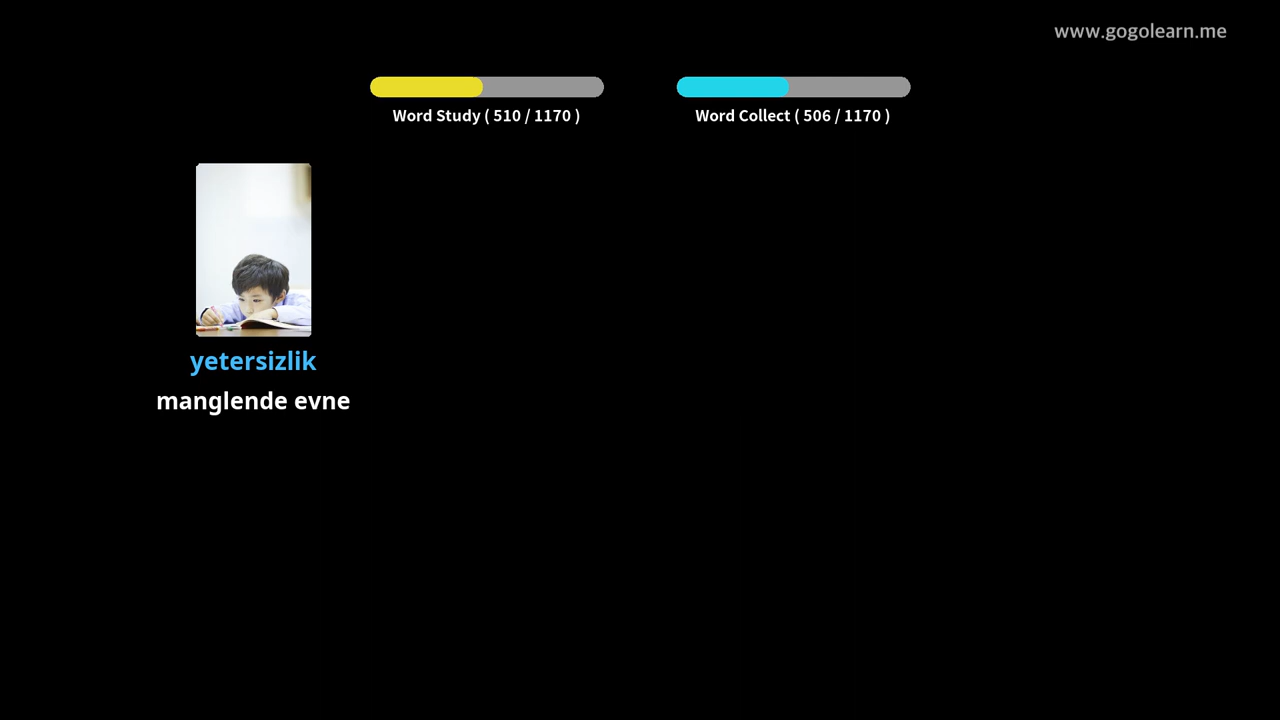 www.gogolearn.me
Word Study ( 510 / 1170 )
Word Collect ( 506 / 1170 )
yetersizlik
manglende evne